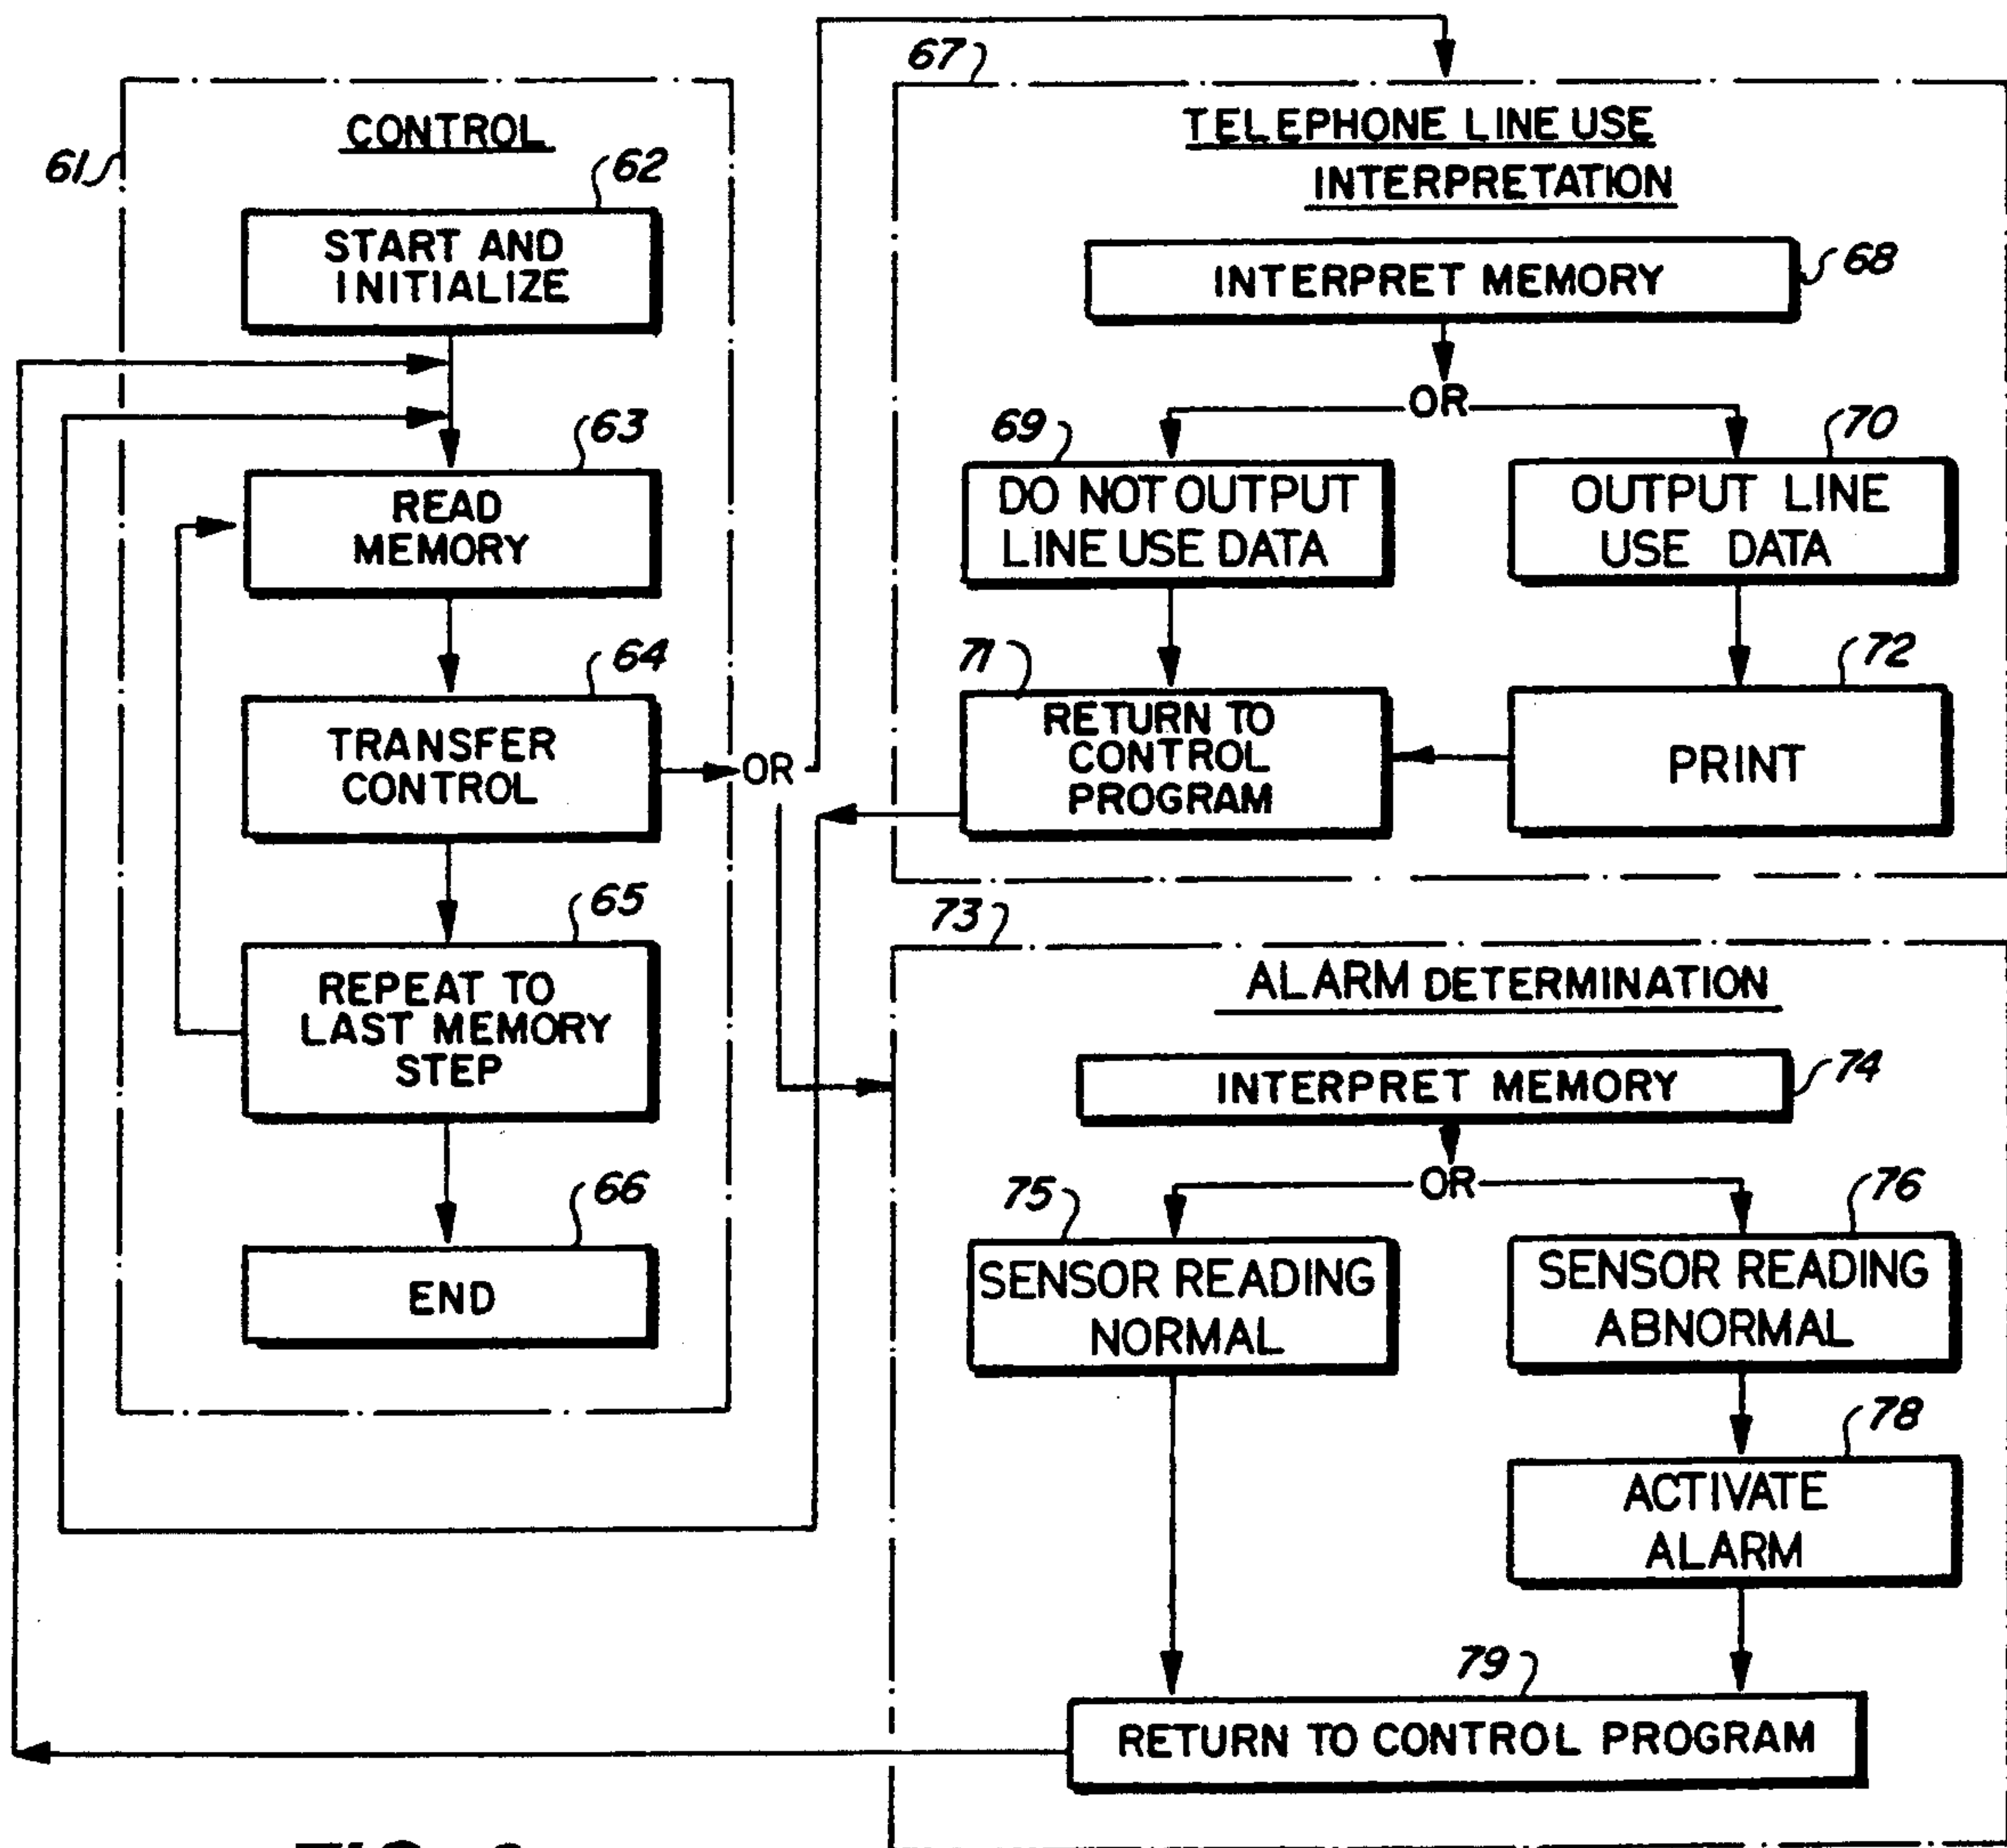 61
CONTROL
62
START AND
INITIALIZE
63
READ
MEMORY
64
TRANSFER
CONTROL
OR
65
REPEAT TO
LAST MEMORY
STEP
66
END
67
TELEPHONE LINE USE
INTERPRETATION
INTERPRET MEMORY
68
OR
69
DO NOT OUTPUT
LINE USE DATA
70
OUTPUT LINE
USE DATA
71
RETURN TO
CONTROL
PROGRAM
72
PRINT
73
ALARM DETERMINATION
INTERPRET MEMORY
74
OR
75
SENSOR READING
NORMAL
76
SENSOR READING
ABNORMAL
78
ACTIVATE
ALARM
79
RETURN TO CONTROL PROGRAM